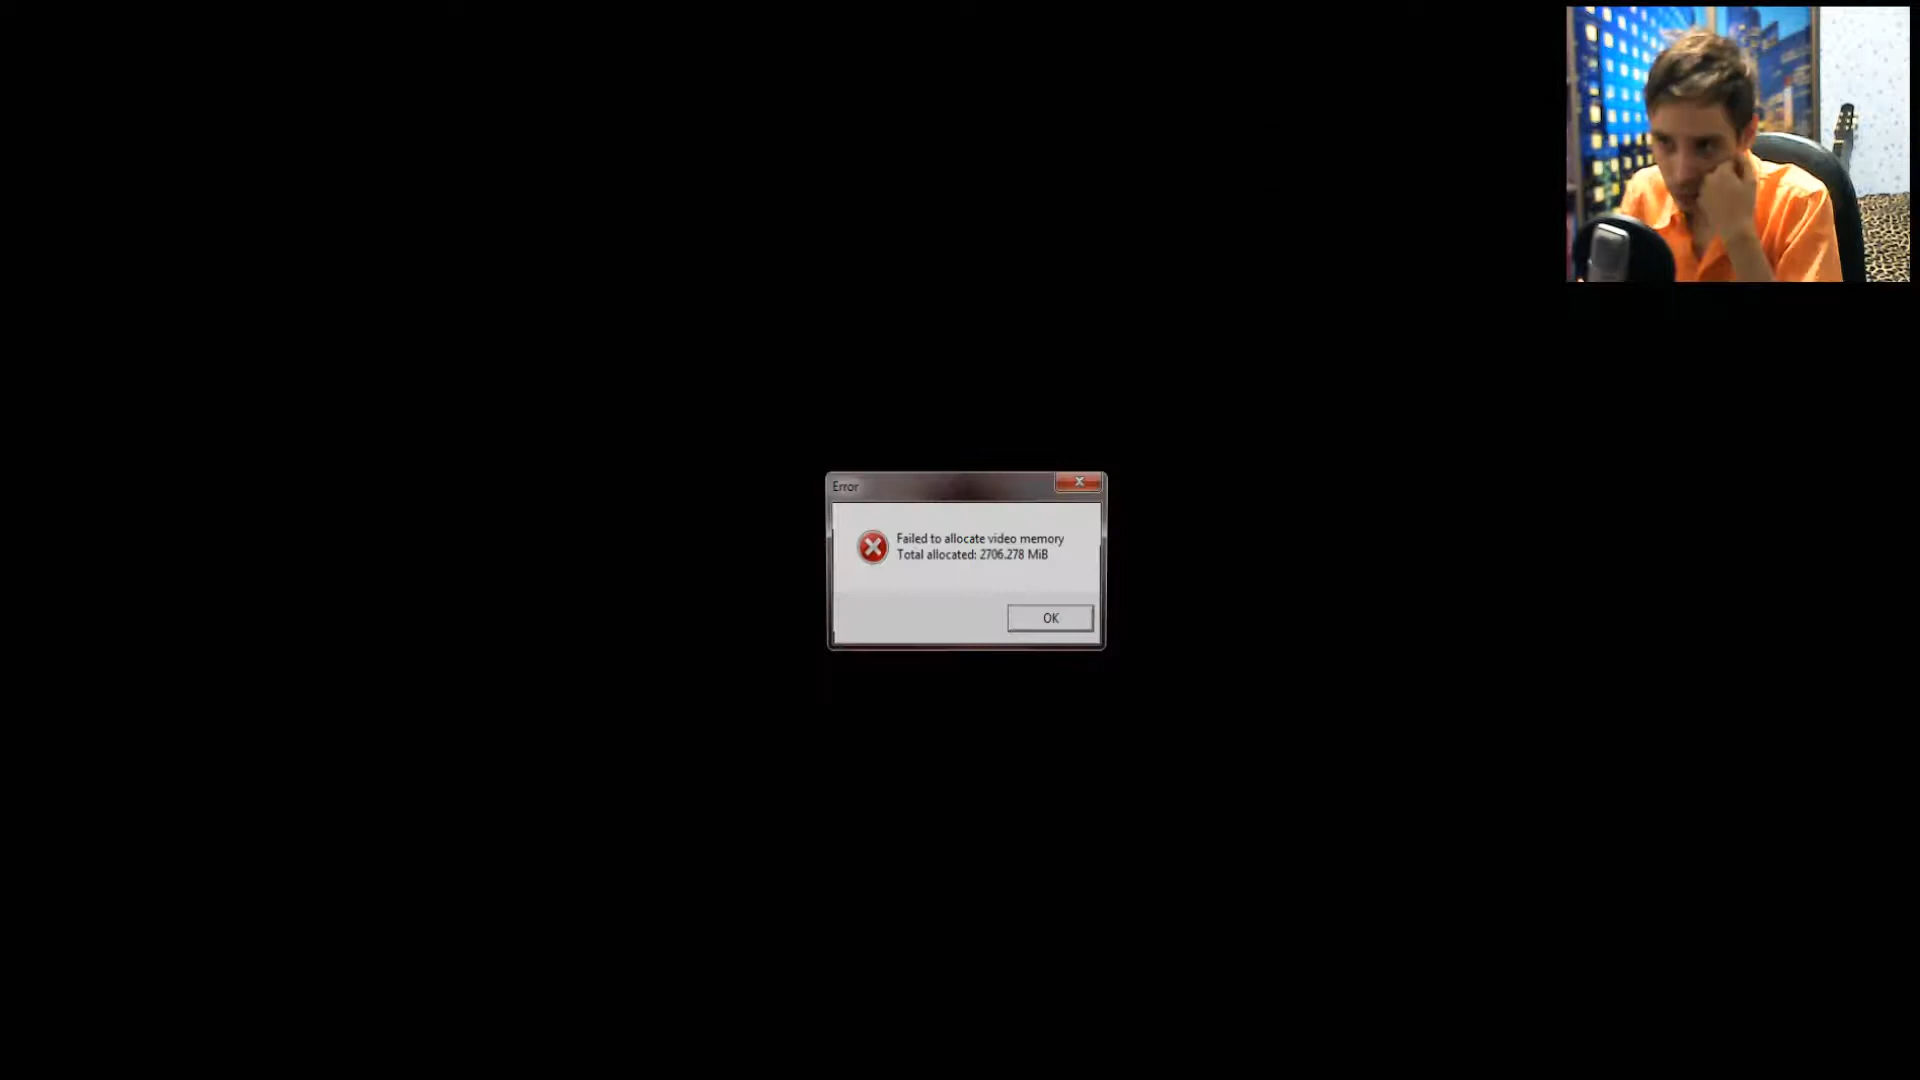 Error
Failed to allocate video memory
Total allocated: 2706.278 MiB
OK